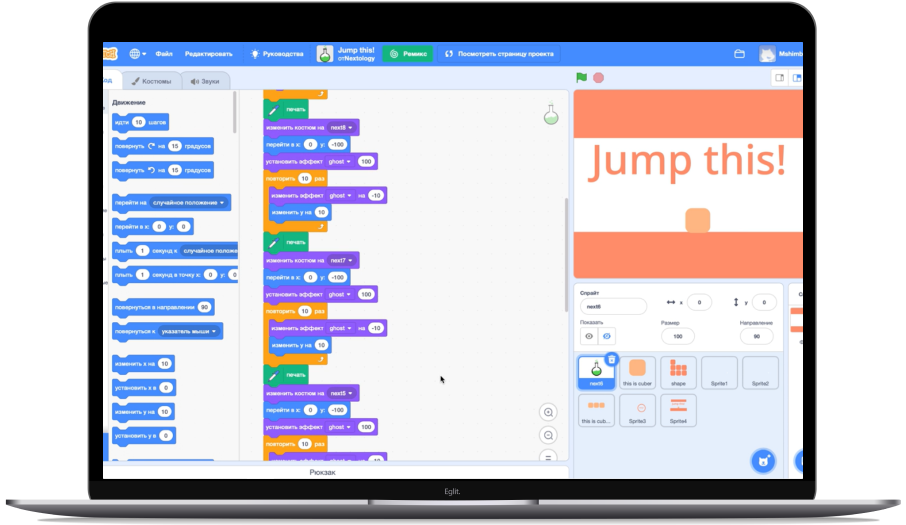 Файл
Редактировать
Руководства
Jump this!
от Nextology
Ремикс
Посмотреть страницу проекта
Mshimb
Костюмы
Звуки
Движение
идти 10 шагов
повернуть на 15 градусов
повернуть на 15 градусов
перейти на случайное положение
перейти в x: 0 y: 0
плыть 1 секунд к случайное положе
плыть 1 секунд в точку x: 0 y: 0
повернуться в направлении 90
повернуться к указатель мыши
изменить x на 10
установить x в 0
изменить y на 10
установить y в 0
печать
изменить костюм на next8
перейти в x: 0 y: -100
установить эффект ghost 100
повторить 10 раз
изменить эффект ghost на -10
изменить y на 10
печать
изменить костюм на next7
перейти в x: 0 y: -100
установить эффект ghost 100
повторить 10 раз
изменить эффект ghost на -10
изменить y на 10
печать
изменить костюм на next5
перейти в x: 0 y: -100
установить эффект ghost 100
повторить 10 раз
Рюкзак
Jump this!
Спрайт
next6
x 0
y 0
Показать
Размер
100
Направление
90
next6
this is cuber
shape
Sprite1
Sprite2
this is cub...
Sprite3
Sprite4
Eglit.